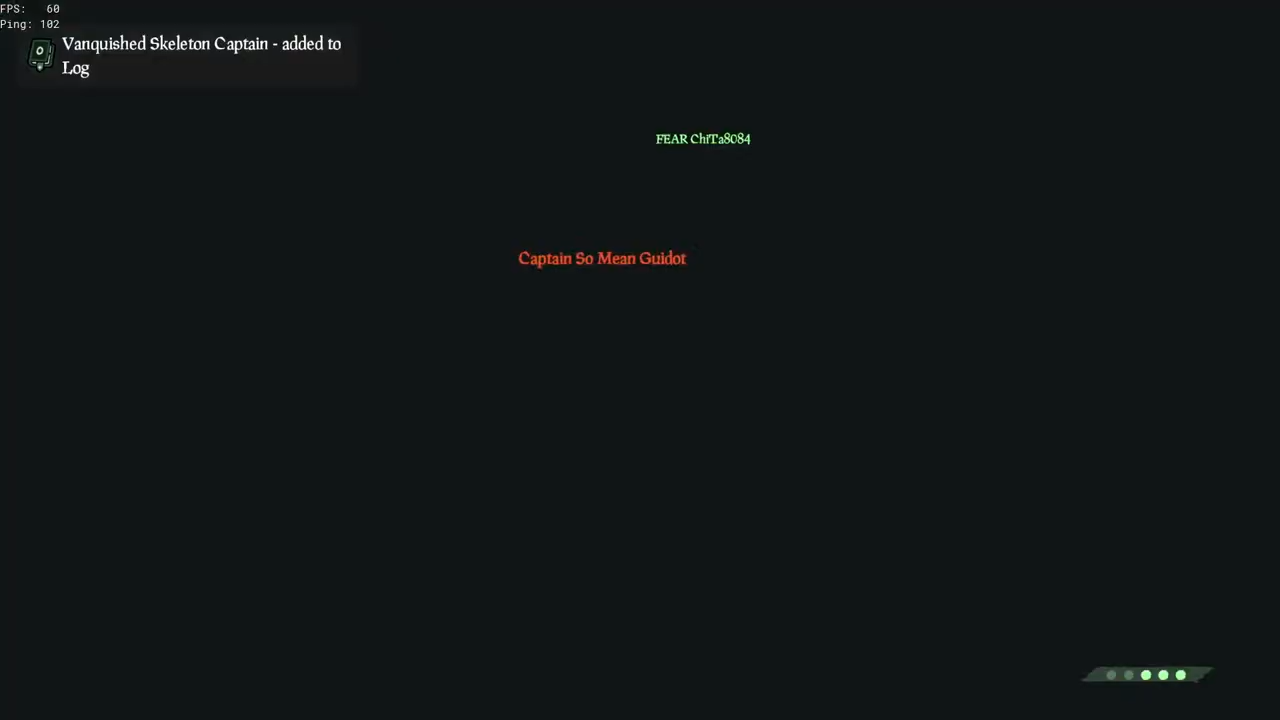 FPS: 60
Ping: 102
Vanquished Skeleton Captain - added to
Log
FEAR ChiTa8084
Captain So Mean Guidot